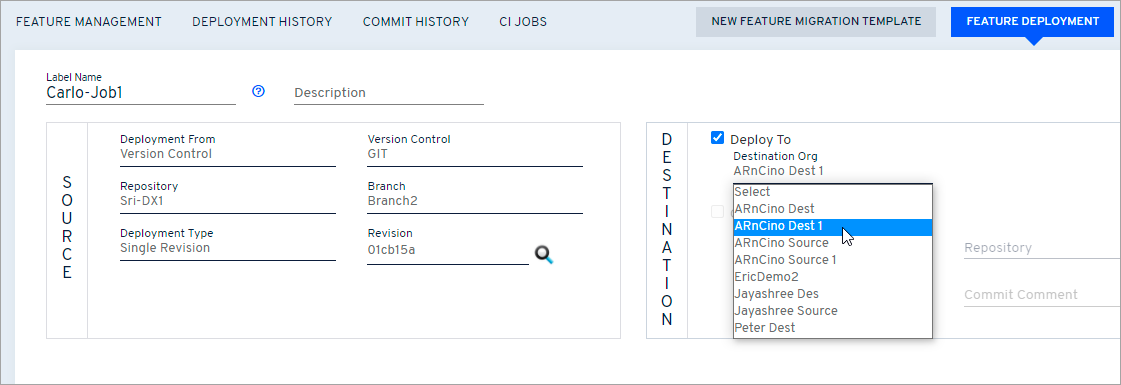 FEATURE MANAGEMENT
DEPLOYMENT HISTORY
COMMIT HISTORY
CI JOBS
NEW FEATURE MIGRATION TEMPLATE
FEATURE DEPLOYMENT
Label Name
Carlo-Job1
Description
SOURCE
Deployment From
Version Control
Version Control
GIT
Repository
Sri-DX1
Branch
Branch2
Deployment Type
Single Revision
Revision
01cb15a
DESTINATION
Deploy To
Destination Org
ARnCino Dest 1
Select
ARnCino Dest
ARnCino Dest 1
ARnCino Source
ARnCino Source 1
EricDemo2
Jayashree Des
Jayashree Source
Peter Dest
Repository
Commit Comment